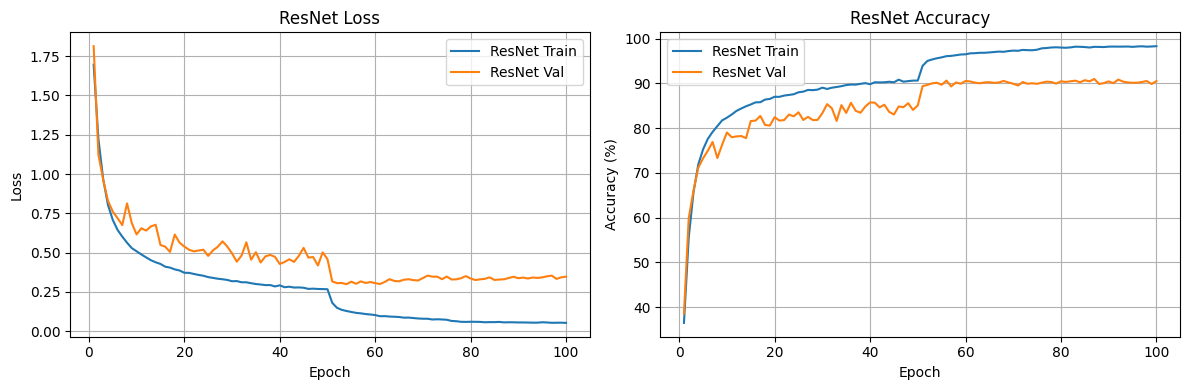 ResNet Loss
ResNet Train
ResNet Val
1.75
1.50
1.25
1.00
0.75
0.50
0.25
0.00
Loss
0
20
40
60
80
100
Epoch
ResNet Accuracy
ResNet Train
ResNet Val
100
90
80
70
60
50
40
Accuracy (%)
0
20
40
60
80
100
Epoch